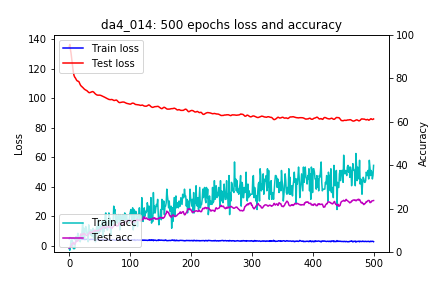 da4_014: 500 epochs loss and accuracy
140
120
100
80
60
40
20
0
Loss
Train loss
Test loss
Train acc
Test acc
100
80
60
40
20
0
Accuracy
0
100
200
300
400
500